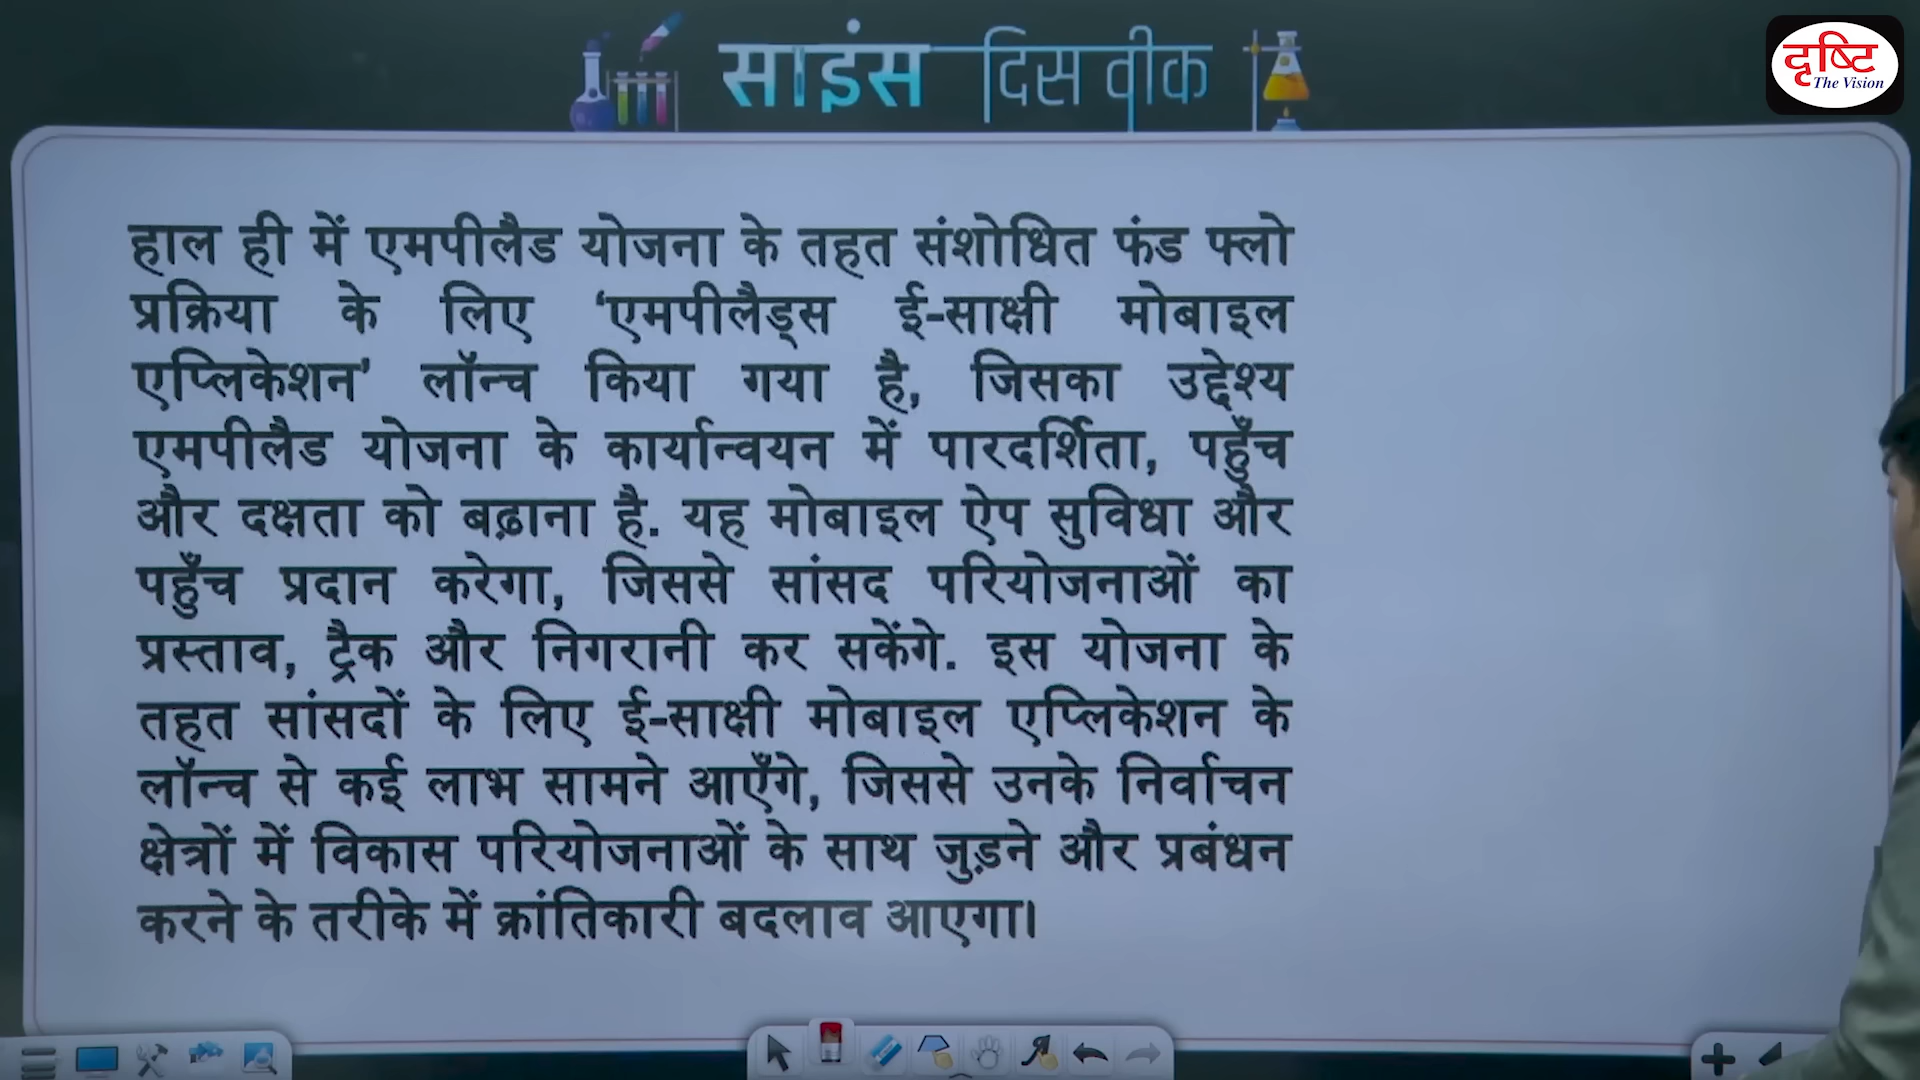 साइंस दिस वीक
दृष्टि
The Vision
हाल ही में एमपीलैड योजना के तहत संशोधित फंड फ्लो
प्रक्रिया के लिए ‘एमपीलैड्स ई-साक्षी मोबाइल
एप्लिकेशन’ लॉन्च किया गया है, जिसका उद्देश्य
एमपीलैड योजना के कार्यान्वयन में पारदर्शिता, पहुँच
और दक्षता को बढ़ाना है. यह मोबाइल ऐप सुविधा और
पहुँच प्रदान करेगा, जिससे सांसद परियोजनाओं का
प्रस्ताव, ट्रैक और निगरानी कर सकेंगे. इस योजना के
तहत सांसदों के लिए ई-साक्षी मोबाइल एप्लिकेशन के
लॉन्च से कई लाभ सामने आएँगे, जिससे उनके निर्वाचन
क्षेत्रों में विकास परियोजनाओं के साथ जुड़ने और प्रबंधन
करने के तरीके में क्रांतिकारी बदलाव आएगा।